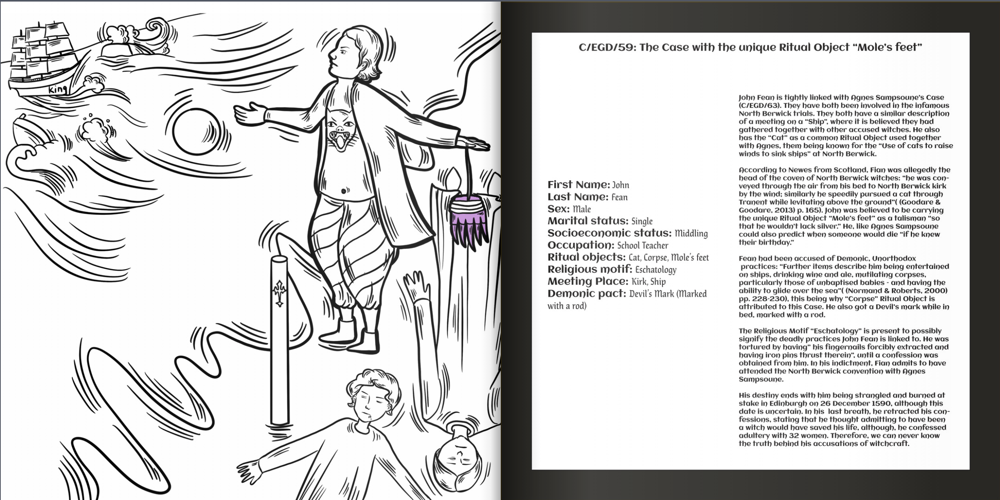 king
C/EGD/59: The Case with the unique Ritual Object “Mole’s feet”
First Name: John
Last Name: Fean
Sex: Male
Marital status: Single
Socioeconomic status: Middling
Occupation: School Teacher
Ritual objects: Cat, Corpse, Mole’s feet
Religious motif: Eschatology
Meeting Place: Kirk, Ship
Demonic pact: Devil’s Mark (Marked
with a rod)
John Fean is tightly linked with Agnes Sampsoune’s Case
(C/EGD/63). They have both been involved in the infamous
North Berwick trials. They both have a similar description
of a meeting on a “Ship”, where it is believed they had
gathered together with other accused witches. He also
has the “Cat” as a common Ritual Object used together
with Agnes, them being known for the “Use of cats to raise
winds to sink ships” at North Berwick.
According to Newes from Scotland, Fian was allegedly the
head of the coven of North Berwick witches: “he was con-
veyed through the air from his bed to North Berwick kirk
by the wind; similarly he speedily pursued a cat through
Tranent while levitating above the ground”( (Goodare &
Goodare, 2013) p. 165). John was believed to be carrying
the unique Ritual Object “Mole’s feet” as a talisman “so
that he wouldn’t lack silver.” He, like Agnes Sampsoune
could also predict when someone would die “if he knew
their birthday.”
Fean had been accused of Demonic, Unorthodox
practices: “Further items describe him being entertained
on ships, drinking wine and ale, mutilating corpses,
particularly those of unbaptised babies - and having the
ability to glide over the sea”( (Normand & Roberts, 2000)
pp. 228-230), this being why “Corpse” Ritual Object is
attributed to this Case. He also got a Devil’s mark while in
bed, marked with a rod.
The Religious Motif “Eschatology” is present to possibly
signify the deadly practices John Fean is linked to. He was
tortured by having” his fingernails forcibly extracted and
having iron pins thrust therein”, until a confession was
obtained from him. In his indictment, Fian admits to have
attended the North Berwick convention with Agnes
Sampsoune.
His destiny ends with him being strangled and burned at
stake in Edinburgh on 26 December 1590, although this
date is uncertain. In his last breath, he retracted his con-
fessions, stating that he thought admitting to have been
a witch would have saved his life, although, he confessed
adultery with 32 women. Therefore, we can never know
the truth behind his accusations of witchcraft.